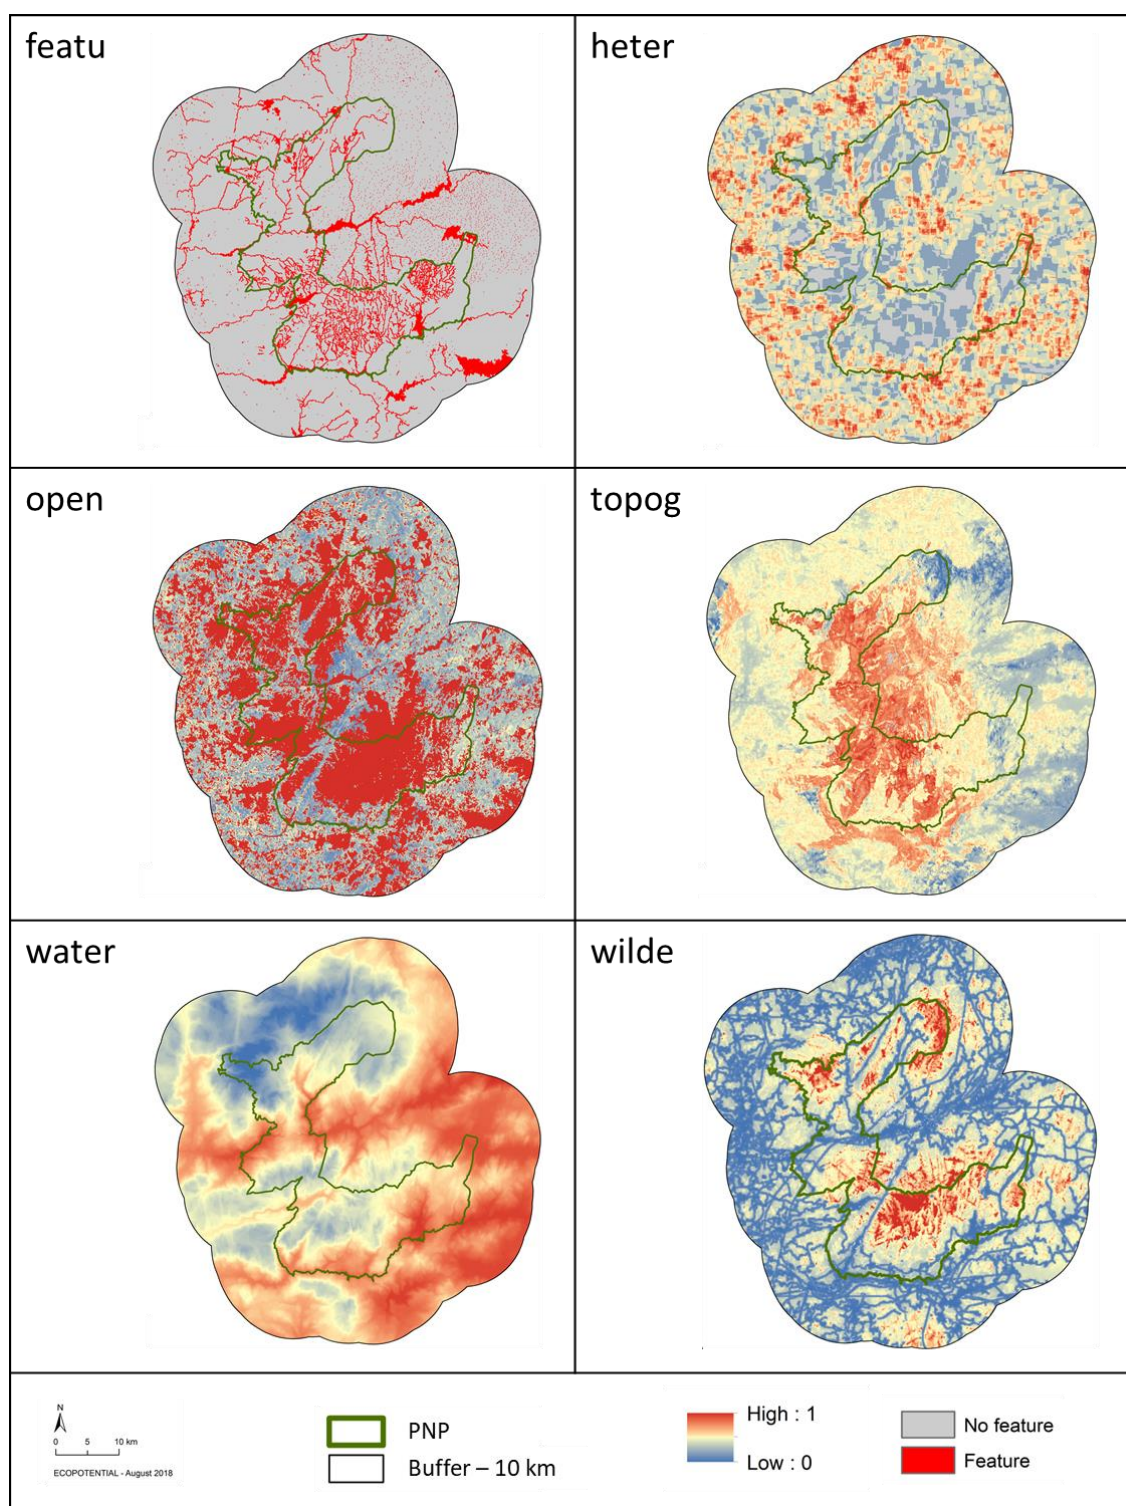 featu
heter
open
topog
water
wilde
N
0 5 10 km
ECOPOTENTIAL - August 2018
PNP
Buffer – 10 km
High : 1
Low : 0
No feature
Feature